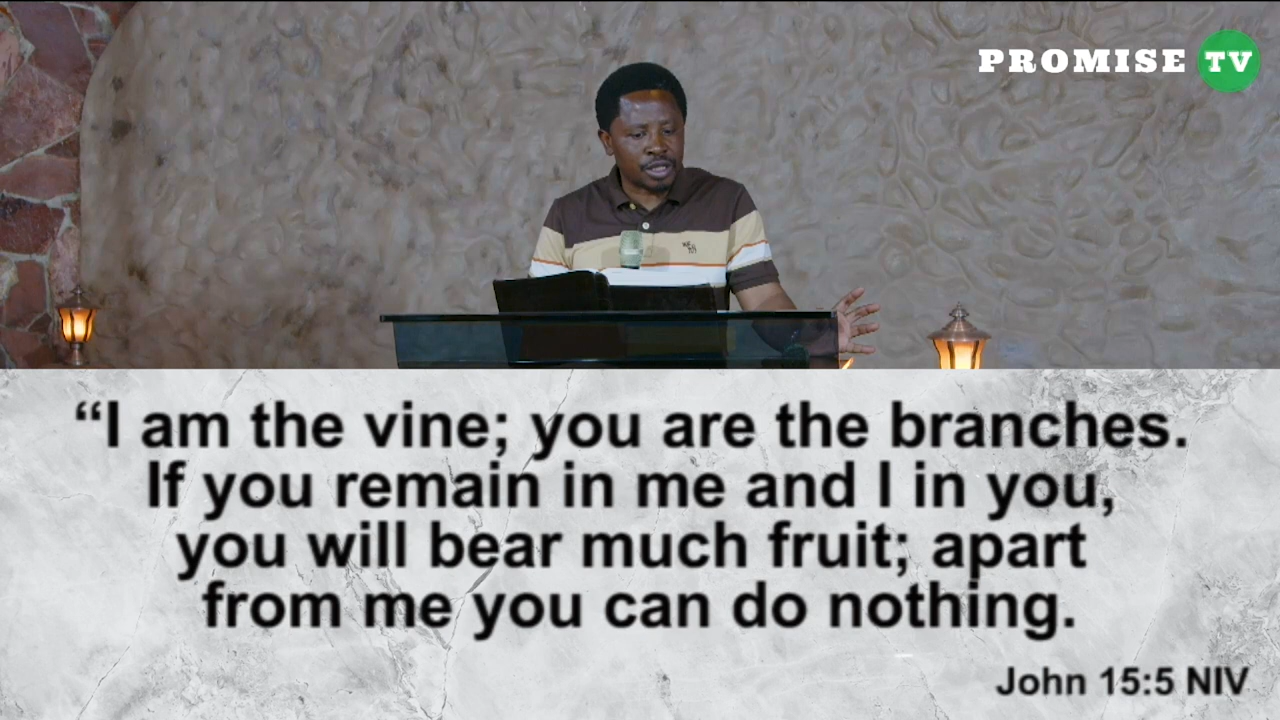 PROMISE TV
“I am the vine; you are the branches.
If you remain in me and I in you,
you will bear much fruit; apart
from me you can do nothing.
John 15:5 NIV